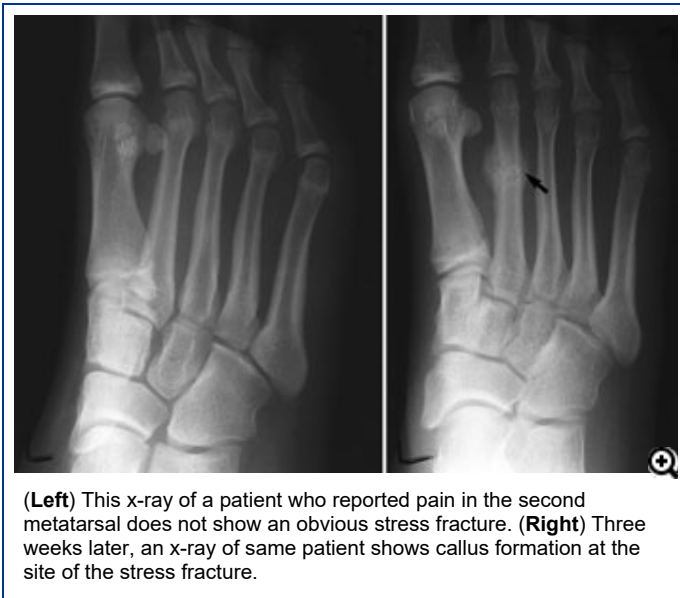 (Left) This x-ray of a patient who reported pain in the second
metatarsal does not show an obvious stress fracture. (Right) Three
weeks later, an x-ray of same patient shows callus formation at the
site of the stress fracture.